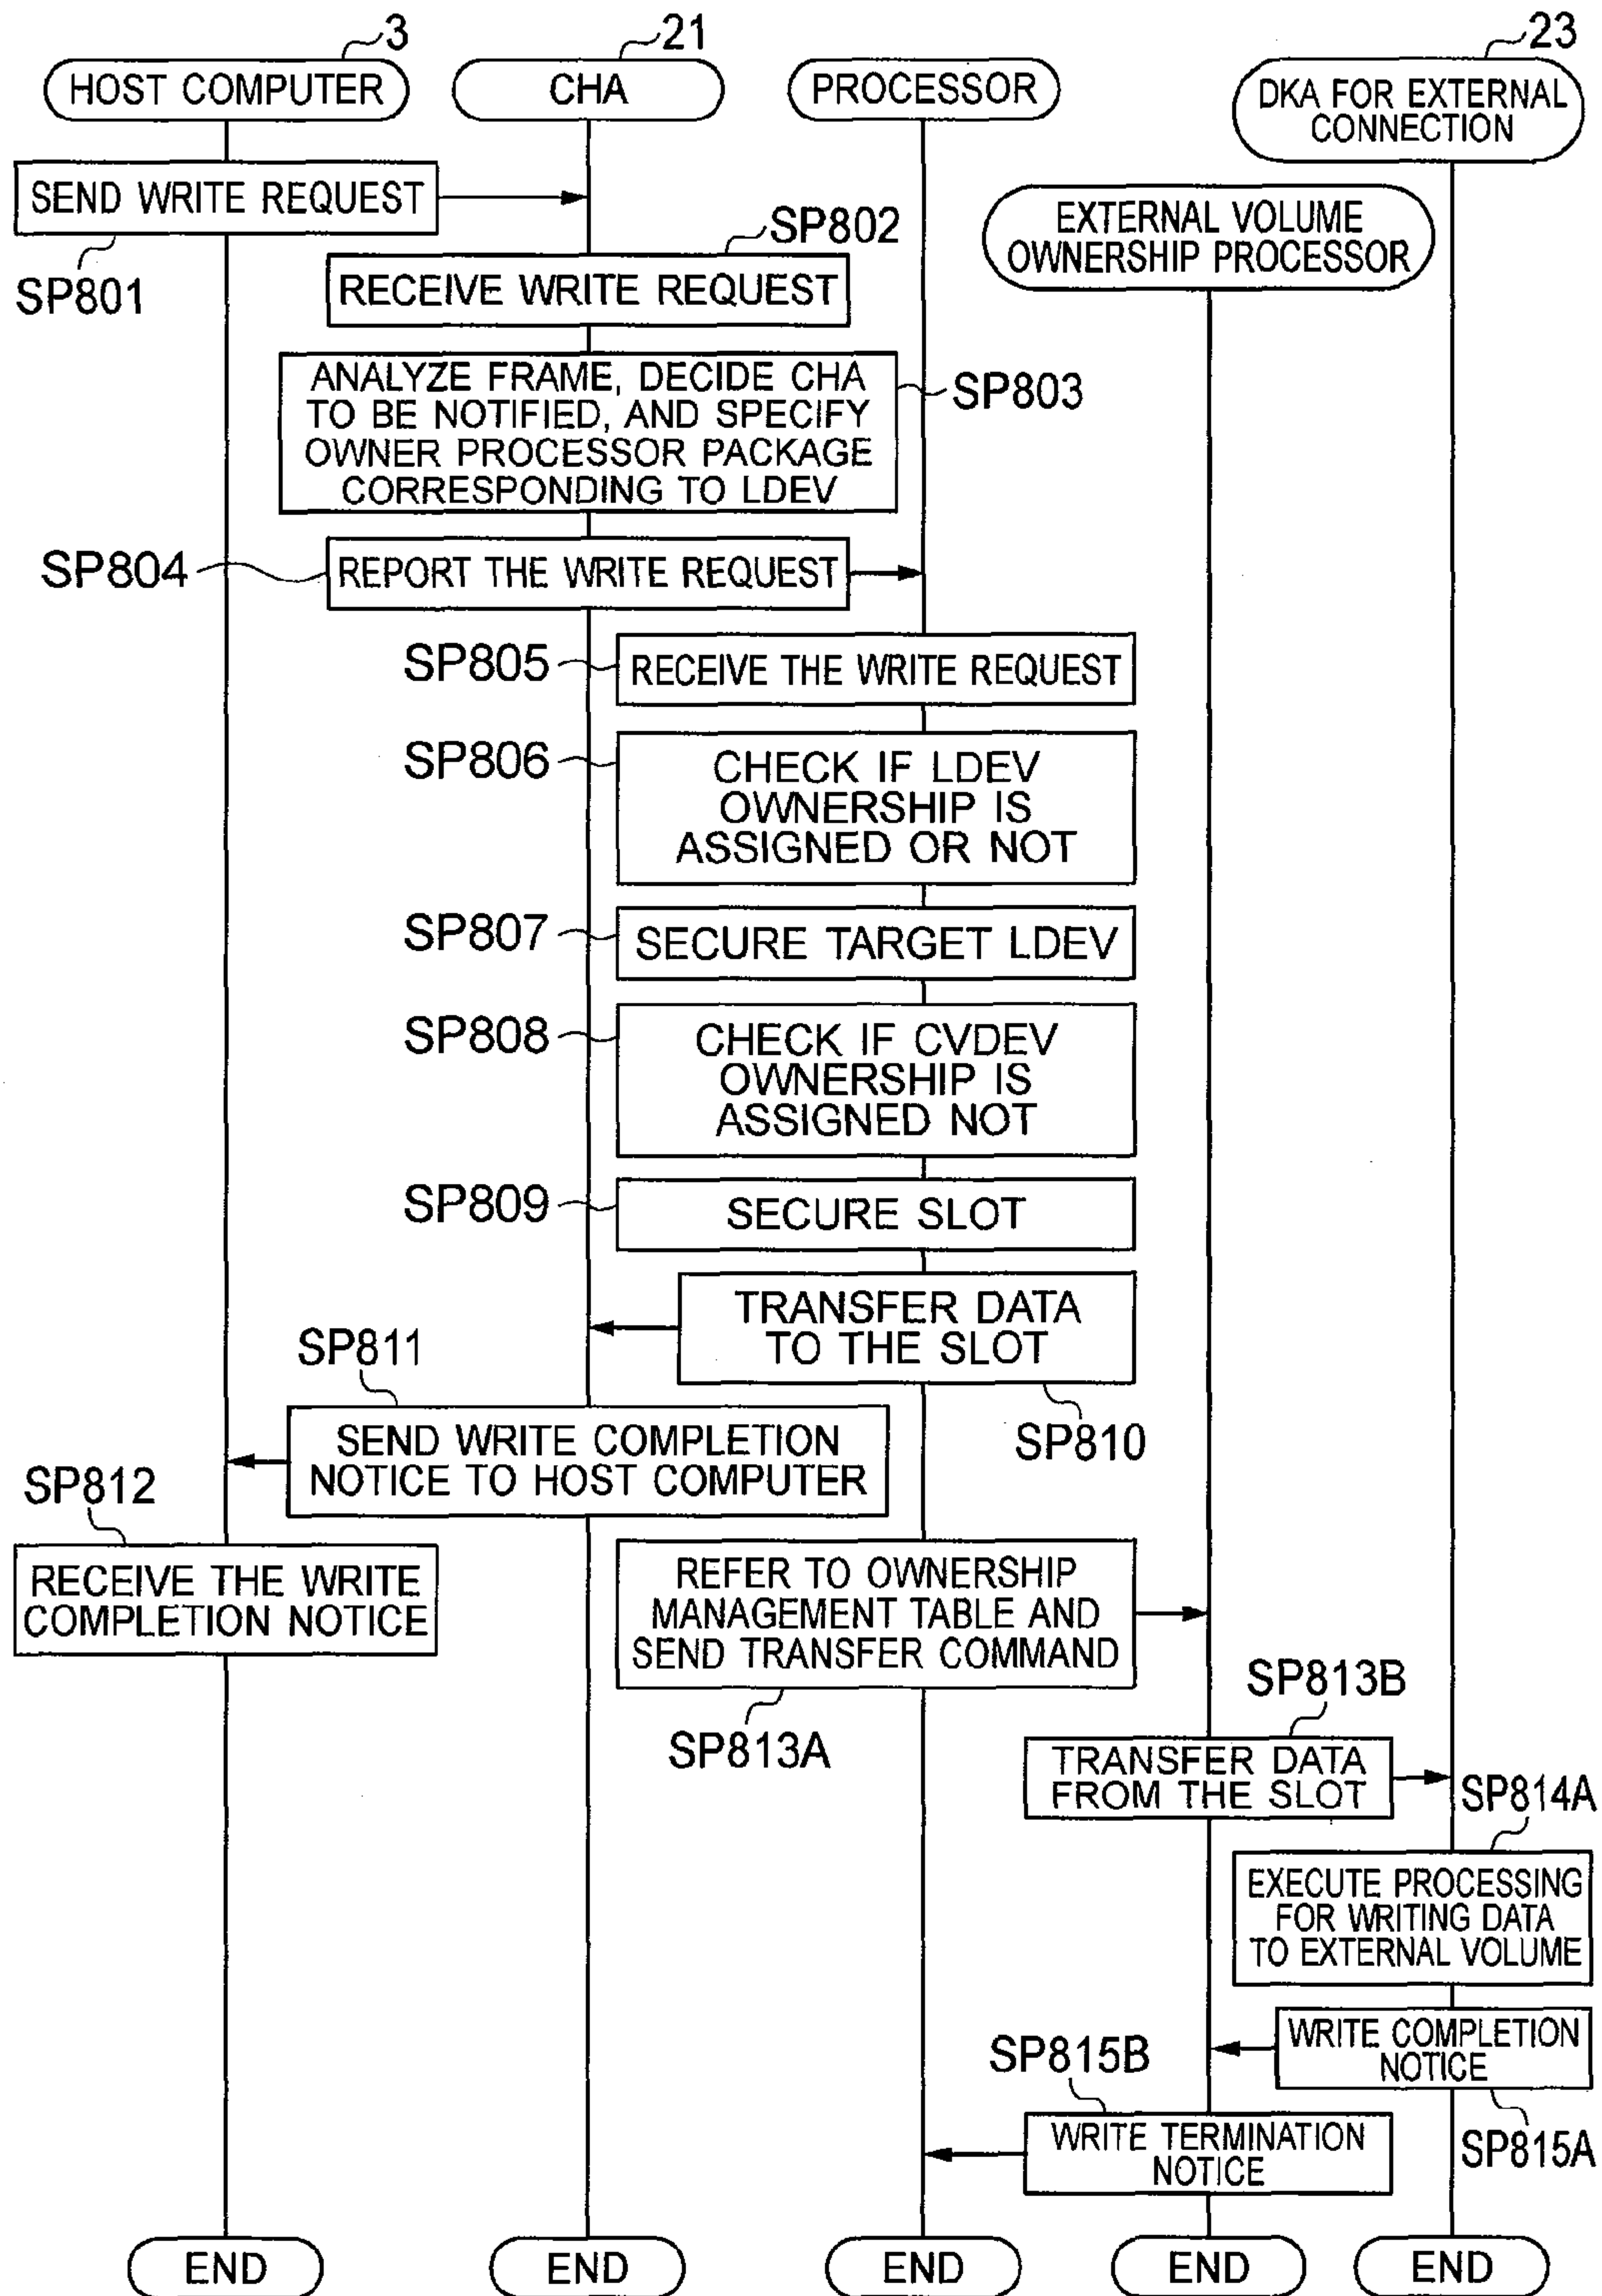 3
21
23
HOST COMPUTER
CHA
PROCESSOR
DKA FOR EXTERNAL
CONNECTION
SEND WRITE REQUEST
SP801
EXTERNAL VOLUME
OWNERSHIP PROCESSOR
SP802
RECEIVE WRITE REQUEST
ANALYZE FRAME, DECIDE CHA
TO BE NOTIFIED, AND SPECIFY
OWNER PROCESSOR PACKAGE
CORRESPONDING TO LDEV
SP803
SP804
REPORT THE WRITE REQUEST
SP805
RECEIVE THE WRITE REQUEST
SP806
CHECK IF LDEV
OWNERSHIP IS
ASSIGNED OR NOT
SP807
SECURE TARGET LDEV
SP808
CHECK IF CVDEV
OWNERSHIP IS
ASSIGNED NOT
SP809
SECURE SLOT
TRANSFER DATA
TO THE SLOT
SP810
SP811
SEND WRITE COMPLETION
NOTICE TO HOST COMPUTER
SP812
RECEIVE THE WRITE
COMPLETION NOTICE
REFER TO OWNERSHIP
MANAGEMENT TABLE AND
SEND TRANSFER COMMAND
SP813A
SP813B
TRANSFER DATA
FROM THE SLOT
SP814A
EXECUTE PROCESSING
FOR WRITING DATA
TO EXTERNAL VOLUME
WRITE COMPLETION
NOTICE
SP815A
SP815B
WRITE TERMINATION
NOTICE
END
END
END
END
END